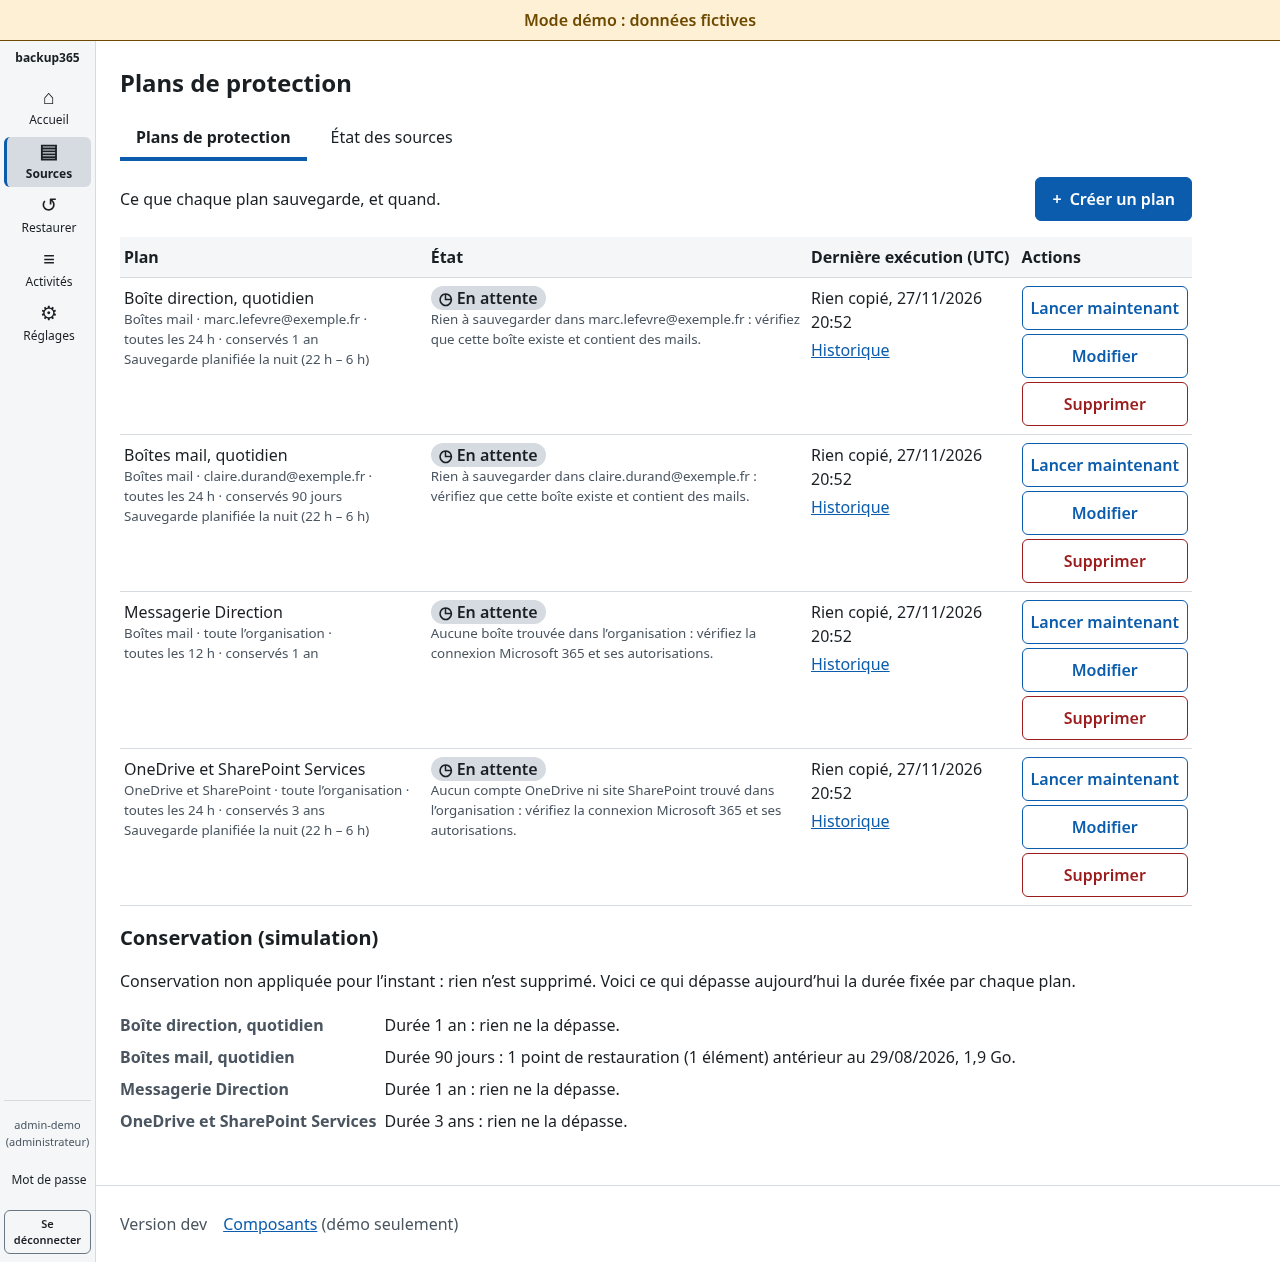 Mode démo : données fictives
backup365
Accueil
Sources
Restaurer
Activités
Réglages
admin-demo
(administrateur)
Mot de passe
Se
déconnecter
Plans de protection
Plans de protection
État des sources
Ce que chaque plan sauvegarde, et quand.
+ Créer un plan
Plan
État
Dernière exécution (UTC)
Actions
Boîte direction, quotidien
Boîtes mail · marc.lefevre@exemple.fr ·
toutes les 24 h · conservés 1 an
Sauvegarde planifiée la nuit (22 h – 6 h)
En attente
Rien à sauvegarder dans marc.lefevre@exemple.fr : vérifiez
que cette boîte existe et contient des mails.
Rien copié, 27/11/2026
20:52
Historique
Lancer maintenant
Modifier
Supprimer
Boîtes mail, quotidien
Boîtes mail · claire.durand@exemple.fr ·
toutes les 24 h · conservés 90 jours
Sauvegarde planifiée la nuit (22 h – 6 h)
En attente
Rien à sauvegarder dans claire.durand@exemple.fr :
vérifiez que cette boîte existe et contient des mails.
Rien copié, 27/11/2026
20:52
Historique
Lancer maintenant
Modifier
Supprimer
Messagerie Direction
Boîtes mail · toute l’organisation ·
toutes les 12 h · conservés 1 an
En attente
Aucune boîte trouvée dans l’organisation : vérifiez la
connexion Microsoft 365 et ses autorisations.
Rien copié, 27/11/2026
20:52
Historique
Lancer maintenant
Modifier
Supprimer
OneDrive et SharePoint Services
OneDrive et SharePoint · toute l’organisation ·
toutes les 24 h · conservés 3 ans
Sauvegarde planifiée la nuit (22 h – 6 h)
En attente
Aucun compte OneDrive ni site SharePoint trouvé dans
l’organisation : vérifiez la connexion Microsoft 365 et ses
autorisations.
Rien copié, 27/11/2026
20:52
Historique
Lancer maintenant
Modifier
Supprimer
Conservation (simulation)
Conservation non appliquée pour l’instant : rien n’est supprimé. Voici ce qui dépasse aujourd’hui la durée fixée par chaque plan.
Boîte direction, quotidien Durée 1 an : rien ne la dépasse.
Boîtes mail, quotidien Durée 90 jours : 1 point de restauration (1 élément) antérieur au 29/08/2026, 1,9 Go.
Messagerie Direction Durée 1 an : rien ne la dépasse.
OneDrive et SharePoint Services Durée 3 ans : rien ne la dépasse.
Version dev Composants (démo seulement)